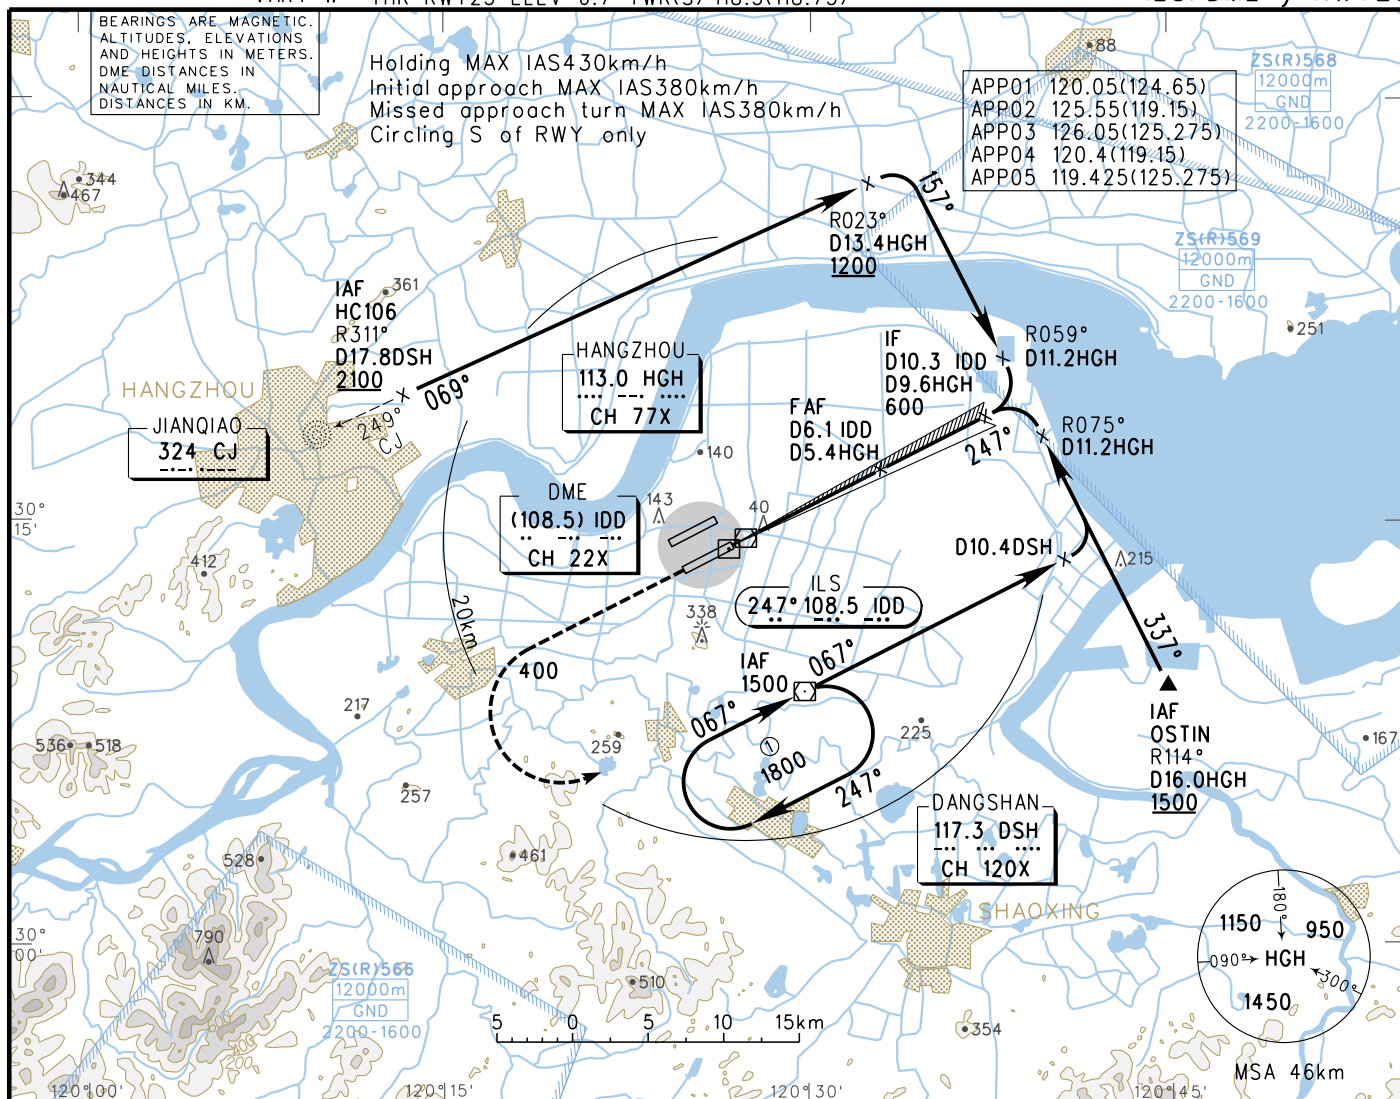 BEARINGS ARE MAGNETIC.
ALTITUDES, ELEVATIONS
AND HEIGHTS IN METERS.
DME DISTANCES IN
NAUTICAL MILES.
DISTANCES IN KM.
Holding MAX IAS430km/h
Initial approach MAX IAS380km/h
Missed approach turn MAX IAS380km/h
Circling S of RWY only
88
APP01 120.05(124.65)
APP02 125.55(119.15)
APP03 126.05(125.275)
APP04 120.4(119.15)
APP05 119.425(125.275)
ZS(R)568
12000m
GND
2200-1600
344
467
157°
R023°
D13.4HGH
1200
ZS(R)569
12000m
GND
2200-1600
251
361
IAF
HC106
R311°
D17.8DSH
2100
069°
249°
CJ
HANGZHOU
JIANQIAO
324 CJ
HANGZHOU
113.0 HGH
CH 77X
IF
D10.3 IDD
D9.6HGH
600
R059°
D11.2HGH
FAF
D6.1 IDD
D5.4HGH
247°
R075°
D11.2HGH
140
DME
(108.5) IDD
CH 22X
143
40
30°
15'
412
D10.4DSH
215
ILS
247° 108.5 IDD
20km
338
337°
400
IAF
1500
067°
067°
1
1800
247°
225
IAF
OSTIN
R114°
D16.0HGH
1500
167
217
536
518
259
257
DANGSHAN
117.3 DSH
CH 120X
528
461
SHAOXING
790
30°
00'
ZS(R)566
12000m
GND
2200-1600
510
354
180°
1150
950
090°
HGH
300°
1450
MSA 46km
5 0 5 10 15km
600
400
200
120°00'
120°15'
120°30'
120°45'